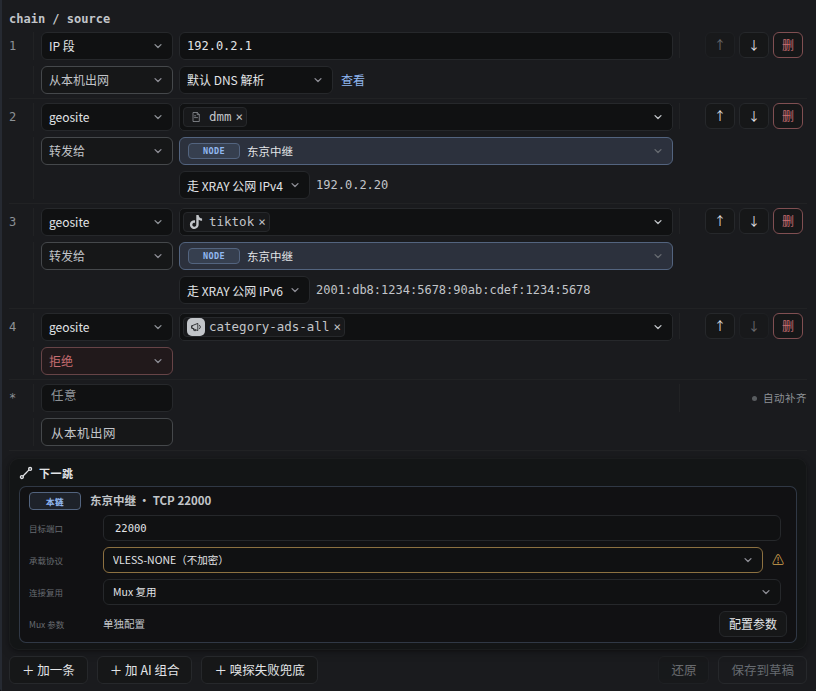 chain / source
1 IP 段 192.0.2.1 ↑ ↓ 删
从本机出网 默认 DNS 解析 查看
2 geosite dmm × ↑ ↓ 删
转发给 NODE 东京中继
走 XRAY 公网 IPv4 192.0.2.20
3 geosite tiktok × ↑ ↓ 删
转发给 NODE 东京中继
走 XRAY 公网 IPv6 2001:db8:1234:5678:90ab:cdef:1234:5678
4 geosite category-ads-all × ↑ ↓ 删
拒绝
* 任意 自动补齐
从本机出网
下一跳
本链 东京中继 • TCP 22000
目标端口 22000
承载协议 VLESS-NONE（不加密）
连接复用 Mux 复用
Mux 参数 单独配置 配置参数
＋ 加一条 ＋ 加 AI 组合 ＋ 嗅探失败兜底 还原 保存到草稿